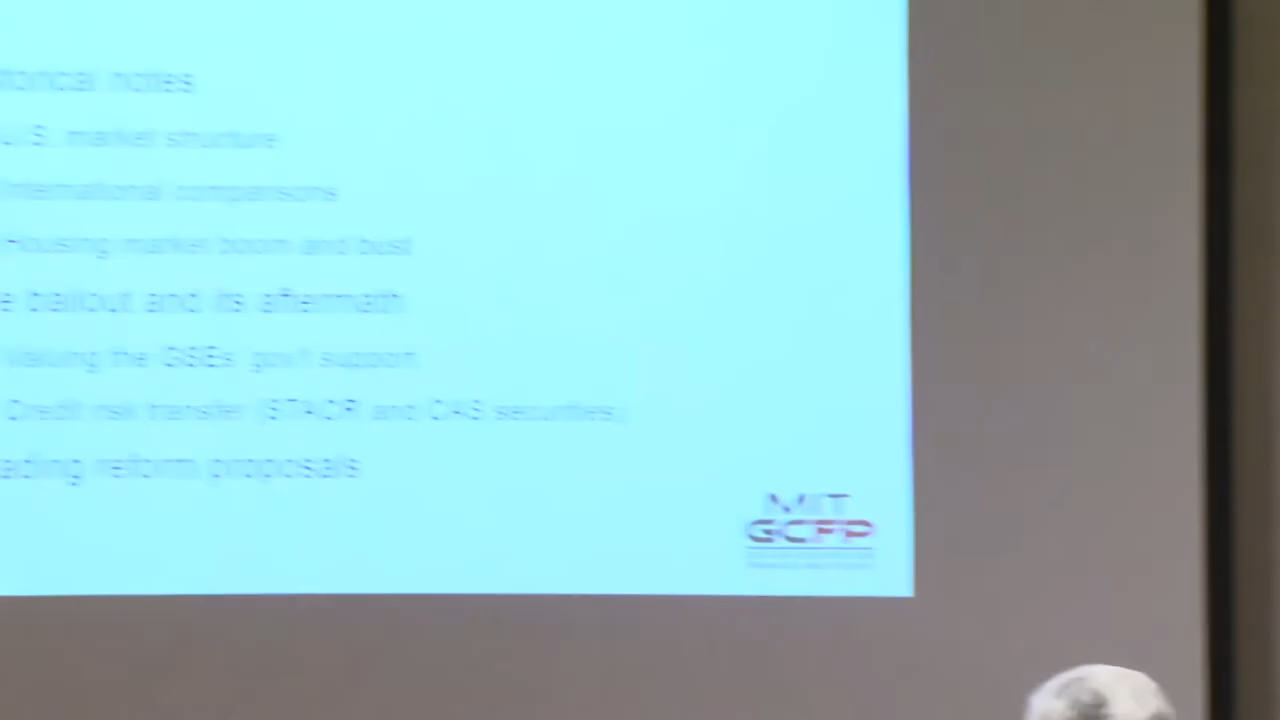 torical notes
U.S. market structure
International comparisons
Housing market boom and bust
e bailout and its aftermath
Valuing the GSEs' gov't support
Credit risk transfer (STACR and CAS securities)
ading reform proposals
MIT
GCFP